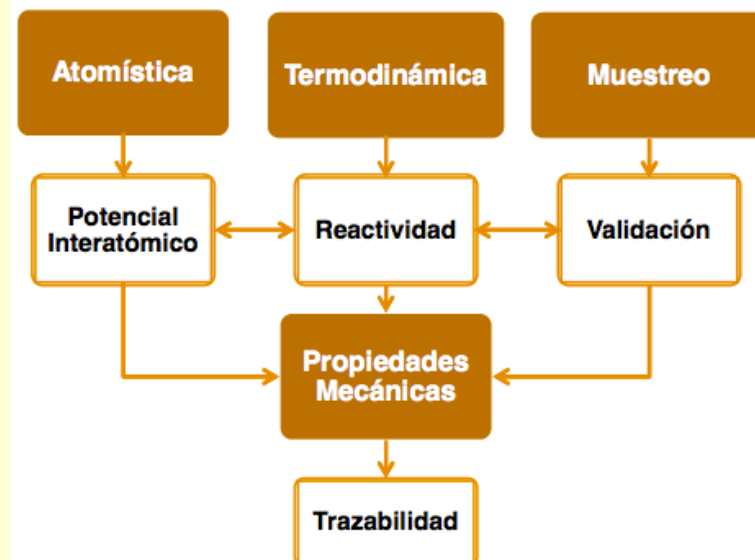 Atomística
Termodinámica
Muestreo
Potencial
Interatómico
Reactividad
Validación
Propiedades
Mecánicas
Trazabilidad